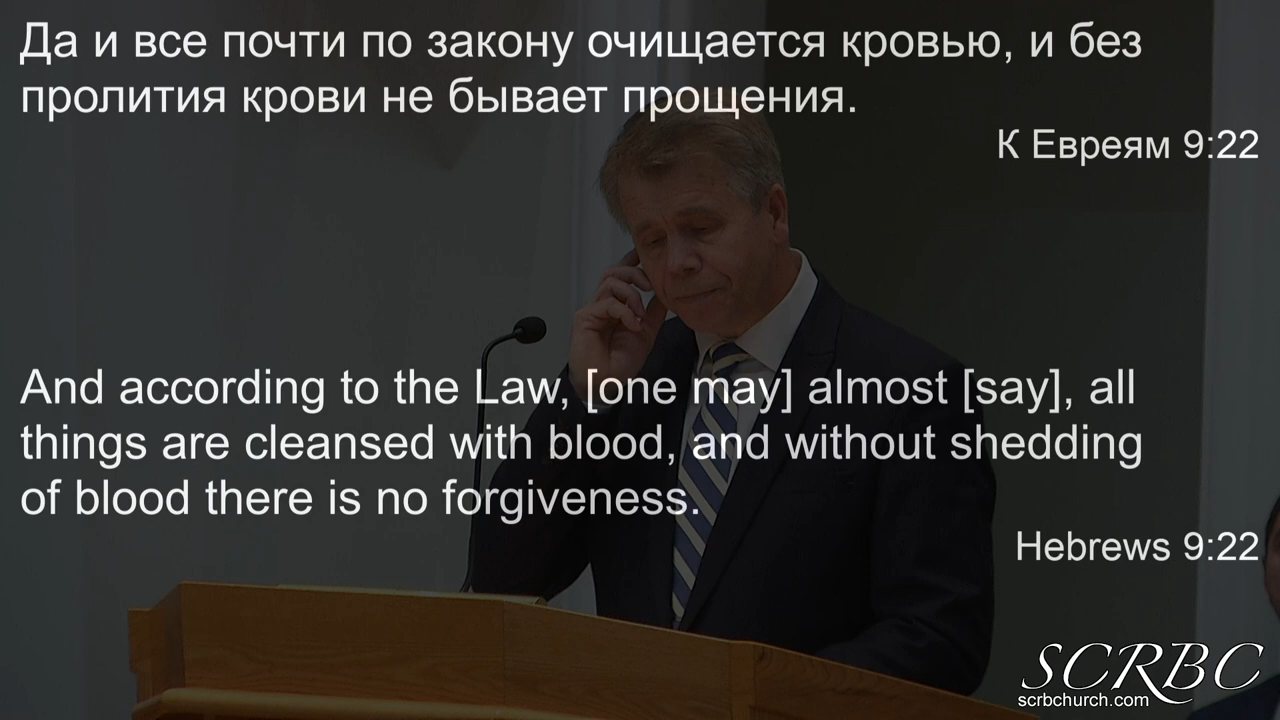 Да и все почти по закону очищается кровью, и без
пролития крови не бывает прощения.
К Евреям 9:22
And according to the Law, [one may] almost [say], all
things are cleansed with blood, and without shedding
of blood there is no forgiveness.
Hebrews 9:22
SCRBC
scrbchurch.com